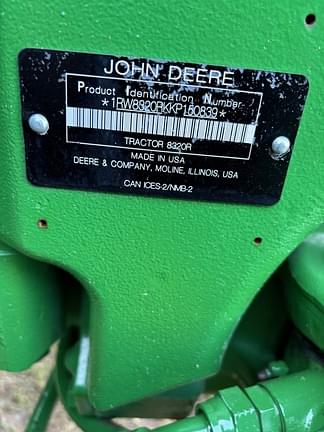 JOHN DEERE
Product Identification Number
*1RW8320RKKP150839*
TRACTOR 8320R
MADE IN USA
DEERE & COMPANY, MOLINE, ILLINOIS, USA
CAN ICES-2/NMB-2